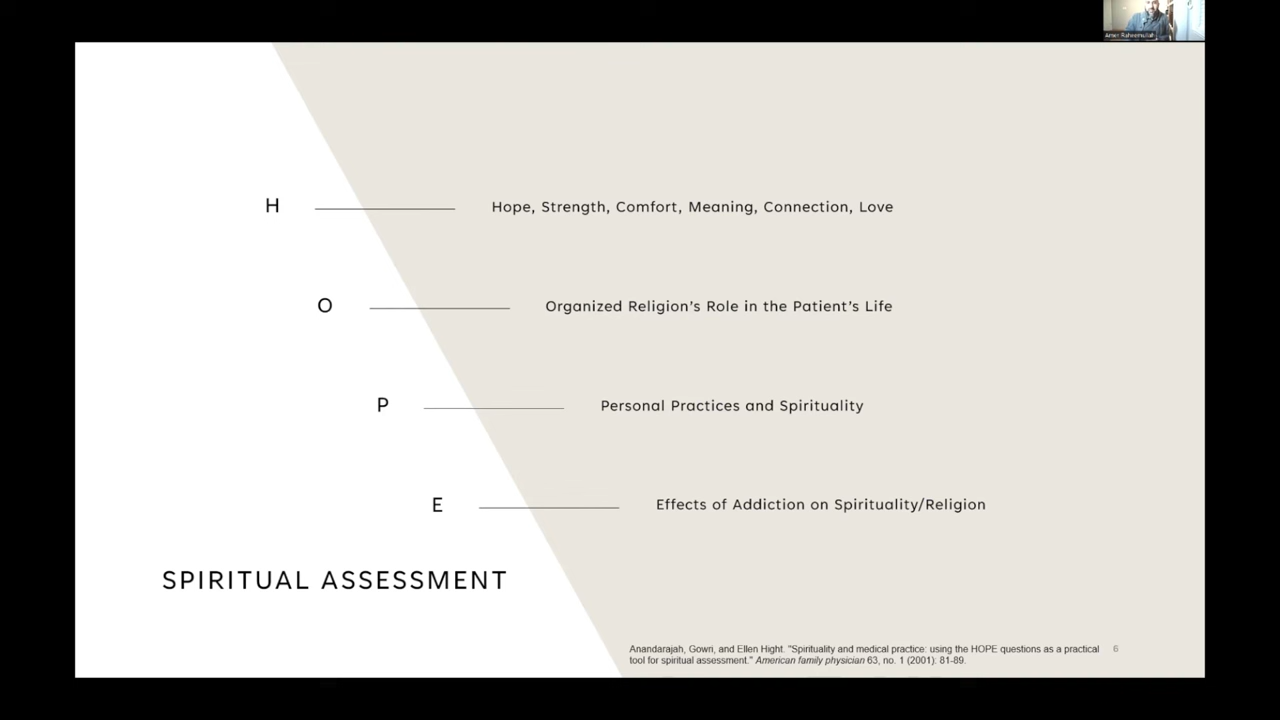 Amer Raheemullah
H
Hope, Strength, Comfort, Meaning, Connection, Love
O
Organized Religion’s Role in the Patient’s Life
P
Personal Practices and Spirituality
E
Effects of Addiction on Spirituality/Religion
SPIRITUAL ASSESSMENT
Anandarajah, Gowri, and Ellen Hight. "Spirituality and medical practice: using the HOPE questions as a practical
tool for spiritual assessment." American family physician 63, no. 1 (2001): 81-89.
6